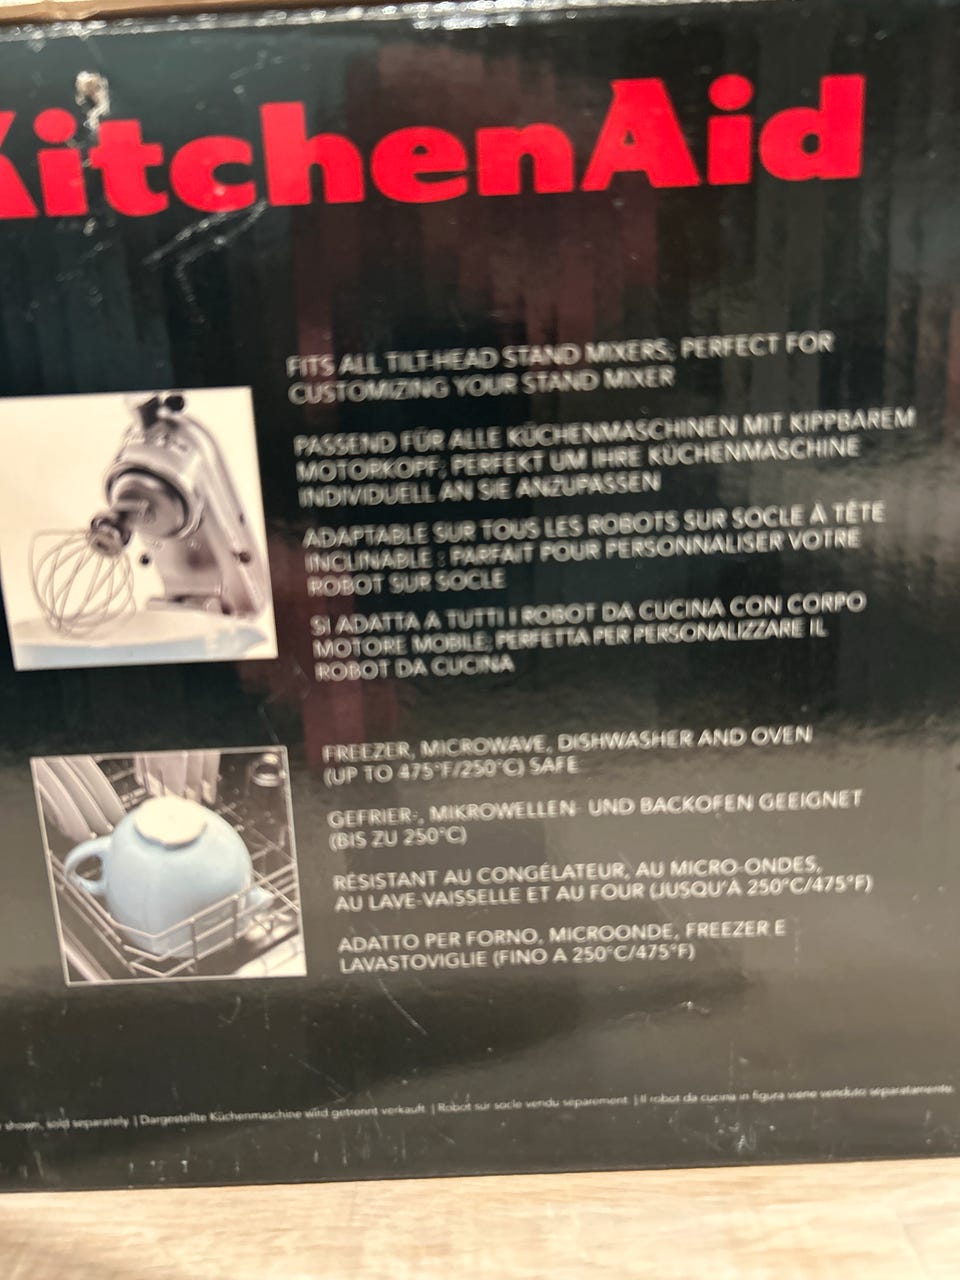 KitchenAid
FITS ALL TILT-HEAD STAND MIXERS; PERFECT FOR
CUSTOMIZING YOUR STAND MIXER
PASSEND FÜR ALLE KÜCHENMASCHINEN MIT KIPPBAREM
MOTORKOPF; PERFEKT UM IHRE KÜCHENMASCHINE
INDIVIDUELL AN SIE ANZUPASSEN
ADAPTABLE SUR TOUS LES ROBOTS SUR SOCLE À TÊTE
INCLINABLE : PARFAIT POUR PERSONNALISER VOTRE
ROBOT SUR SOCLE
SI ADATTA A TUTTI I ROBOT DA CUCINA CON CORPO
MOTORE MOBILE; PERFETTA PER PERSONALIZZARE IL
ROBOT DA CUCINA
FREEZER, MICROWAVE, DISHWASHER AND OVEN
(UP TO 475°F/250°C) SAFE
GEFRIER-, MIKROWELLEN- UND BACKOFEN GEEIGNET
(BIS ZU 250°C)
RÉSISTANT AU CONGÉLATEUR, AU MICRO-ONDES,
AU LAVE-VAISSELLE ET AU FOUR (JUSQU'À 250°C/475°F)
ADATTO PER FORNO, MICROONDE, FREEZER E
LAVASTOVIGLIE (FINO A 250°C/475°F)
shown, sold separately | Dargestellte Küchenmaschine wird getrennt verkauft | Robot sur socle vendu séparément | Il robot da cucina in figura viene venduto separatamente